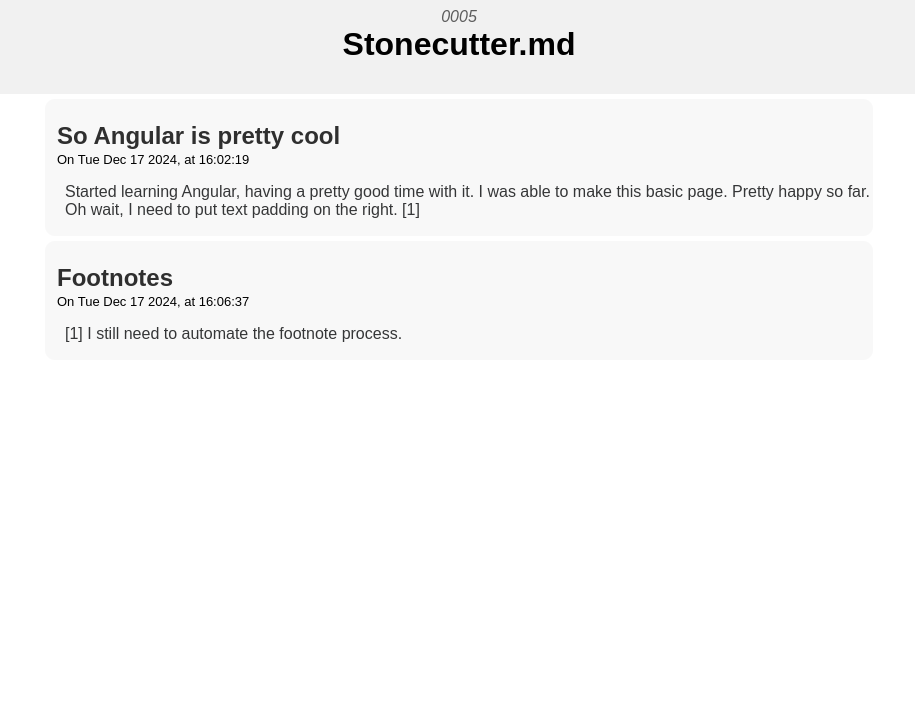 0005
Stonecutter.md
So Angular is pretty cool
On Tue Dec 17 2024, at 16:02:19
Started learning Angular, having a pretty good time with it. I was able to make this basic page. Pretty happy so far.
Oh wait, I need to put text padding on the right. [1]
Footnotes
On Tue Dec 17 2024, at 16:06:37
[1] I still need to automate the footnote process.